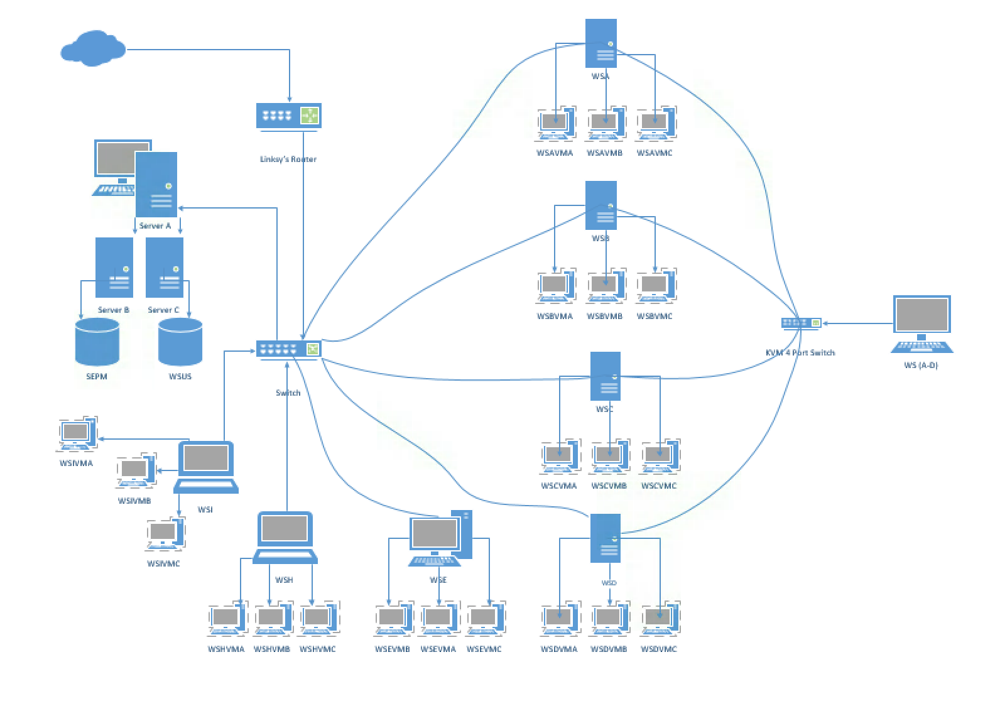 WSA
WSAVMA WSAVMB WSAVMC
Linksy's Router
Server A
WSB
Server B Server C
WSBVMA WSBVMB WSBVMC
KVM 4 Port Switch
WS (A-D)
SEPM WSUS
Switch
WSC
WSIVMA
WSCVMA WSCVMB WSCVMC
WSIVMB
WSI
WSIVMC
WSH
WSE
WSD
WSHVMA WSHVMB WSHVMC
WSEVMB WSEVMA WSEVMC
WSDVMA WSDVMB WSDVMC